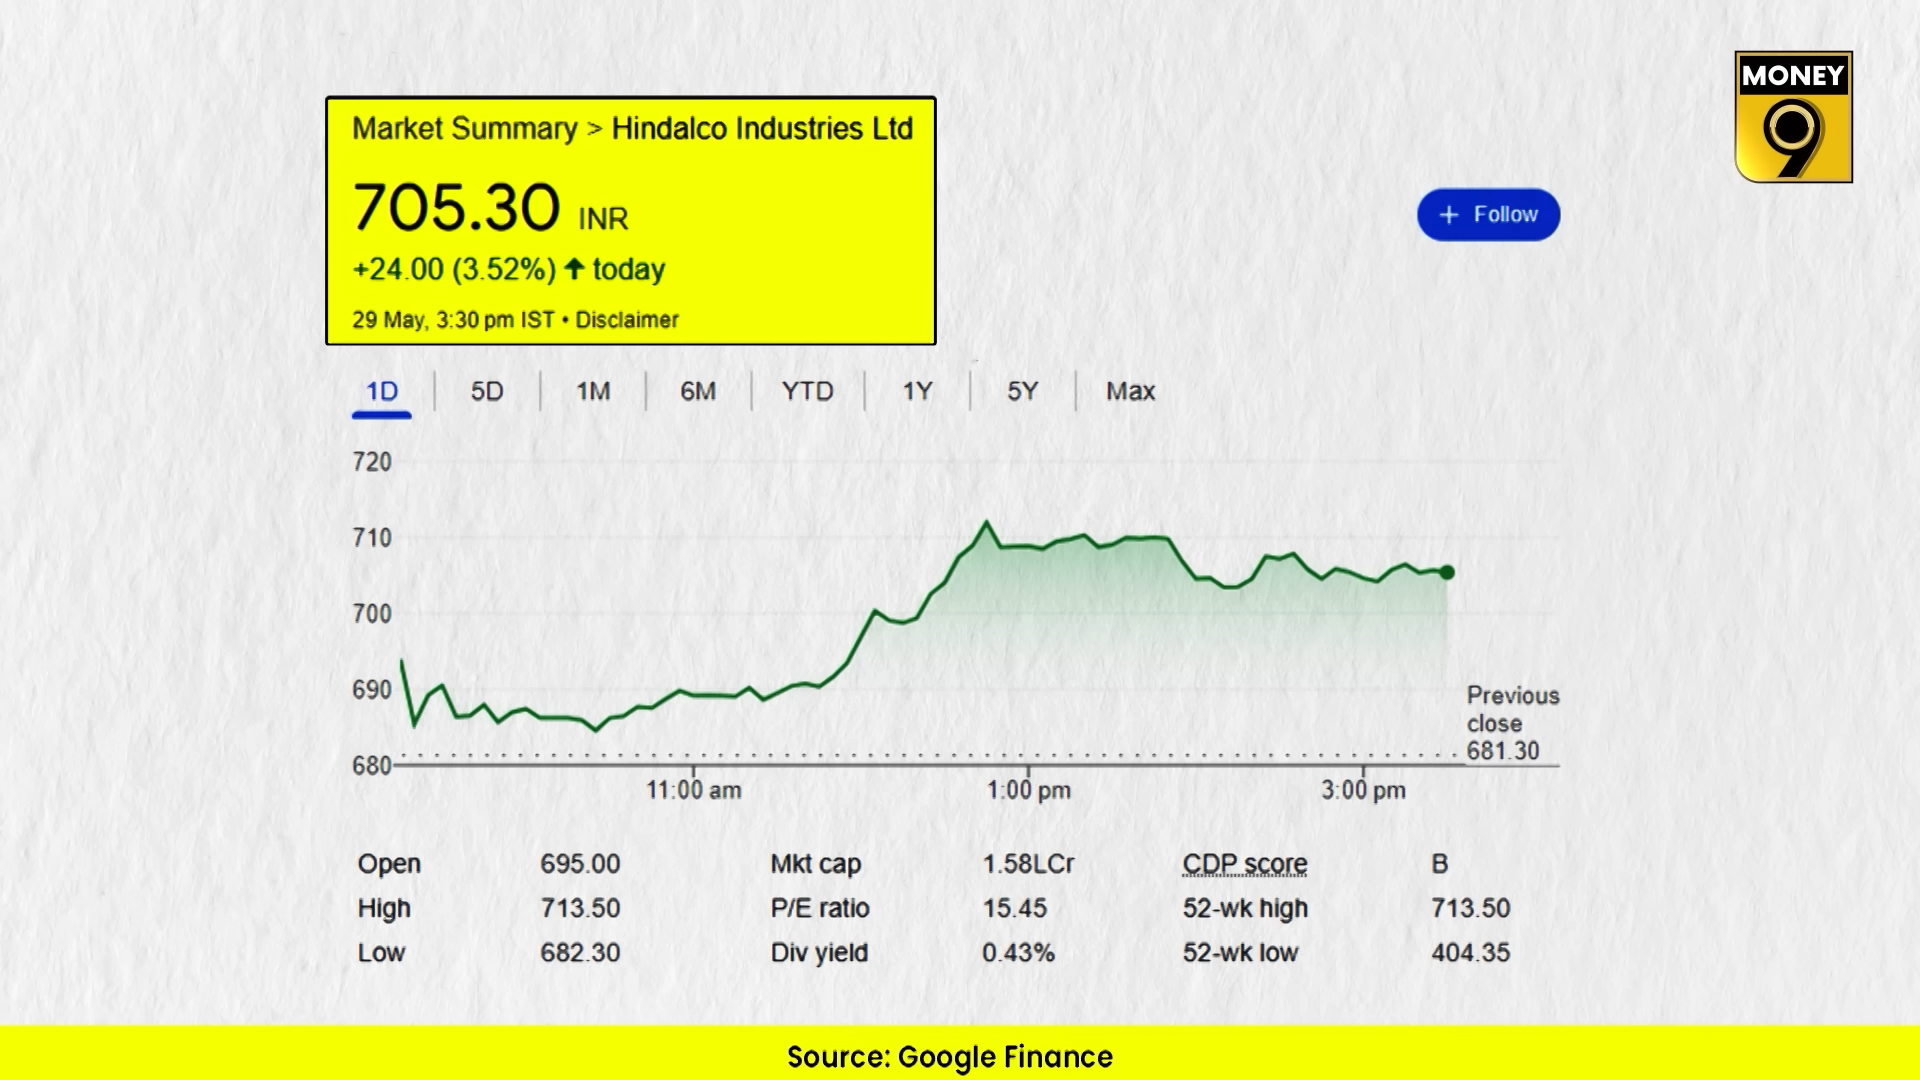 MONEY
9
Market Summary > Hindalco Industries Ltd
705.30 INR
+24.00 (3.52%) ↑ today
29 May, 3:30 pm IST • Disclaimer
+ Follow
1D 5D 1M 6M YTD 1Y 5Y Max
720
710
700
690
680
Previous
close
681.30
11:00 am 1:00 pm 3:00 pm
Open 695.00 Mkt cap 1.58LCr CDP score B
High 713.50 P/E ratio 15.45 52-wk high 713.50
Low 682.30 Div yield 0.43% 52-wk low 404.35
Source: Google Finance